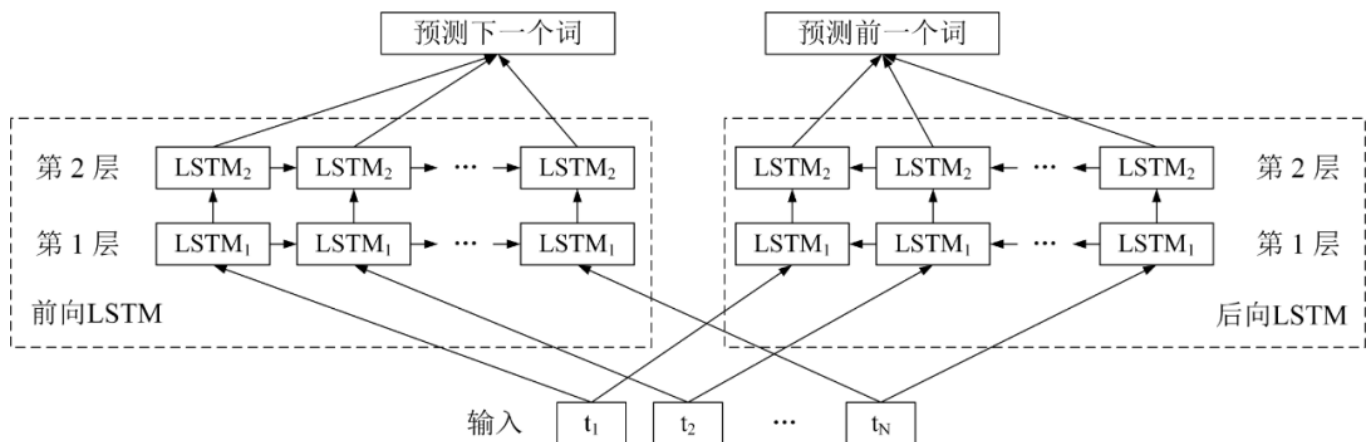 预测下一个词 预测前一个词
第 2 层 LSTM₂ LSTM₂ ··· LSTM₂ LSTM₂ LSTM₂ ··· LSTM₂ 第 2 层
第 1 层 LSTM₁ LSTM₁ ··· LSTM₁ LSTM₁ LSTM₁ ··· LSTM₁ 第 1 层
前向LSTM 后向LSTM
输入 t₁ t₂ ··· t_N